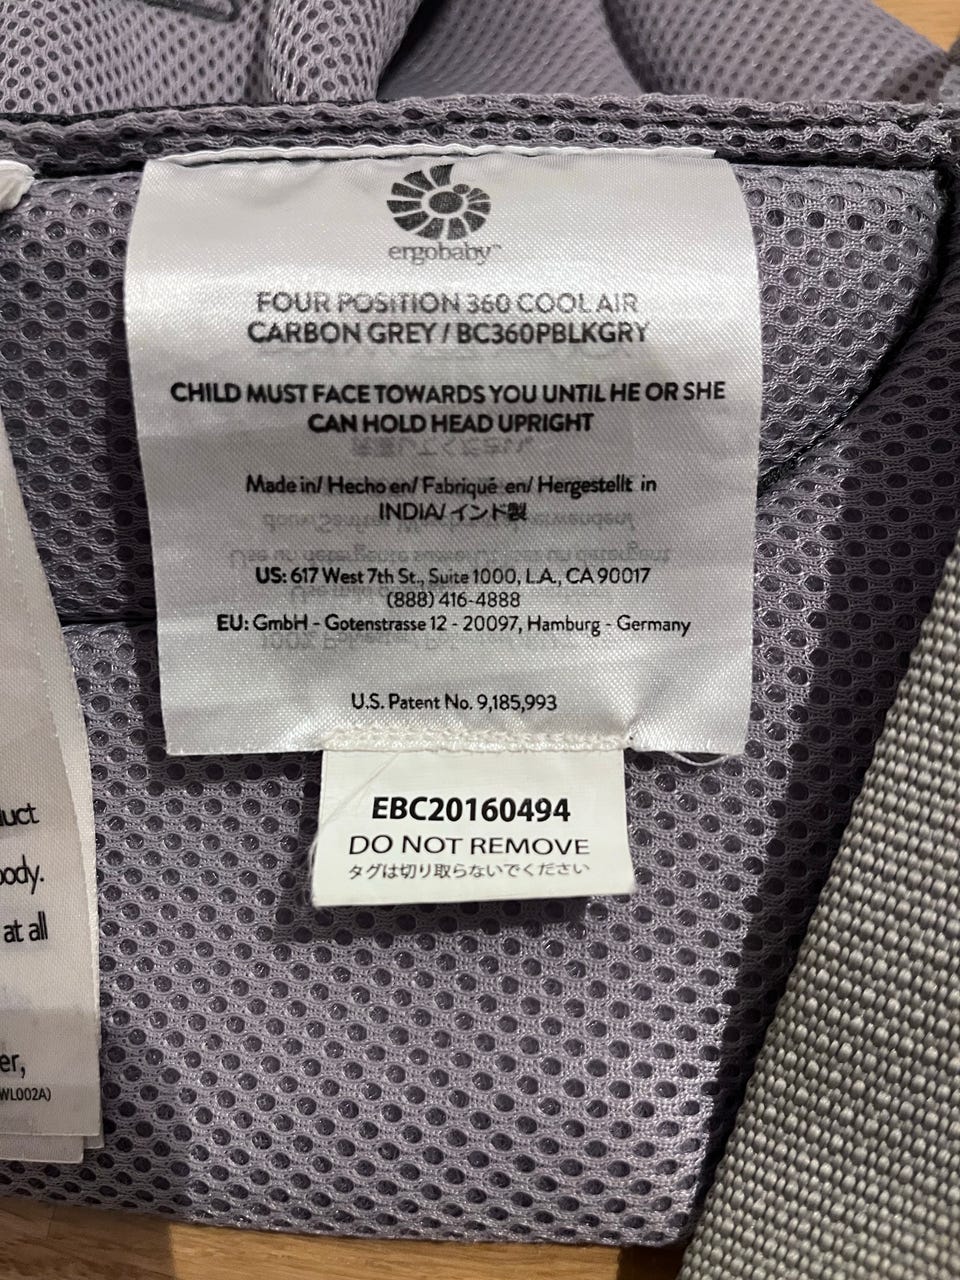 ergobaby™
FOUR POSITION 360 COOL AIR
CARBON GREY / BC360PBLKGRY
CHILD MUST FACE TOWARDS YOU UNTIL HE OR SHE
CAN HOLD HEAD UPRIGHT
Made in/ Hecho en/ Fabriqué en/ Hergestellt in
INDIA/ インド製
US: 617 West 7th St., Suite 1000, L.A., CA 90017
(888) 416-4888
EU: GmbH - Gotenstrasse 12 - 20097, Hamburg - Germany
U.S. Patent No. 9,185,993
EBC20160494
DO NOT REMOVE
タグは切り取らないでください
at all
WL002A)